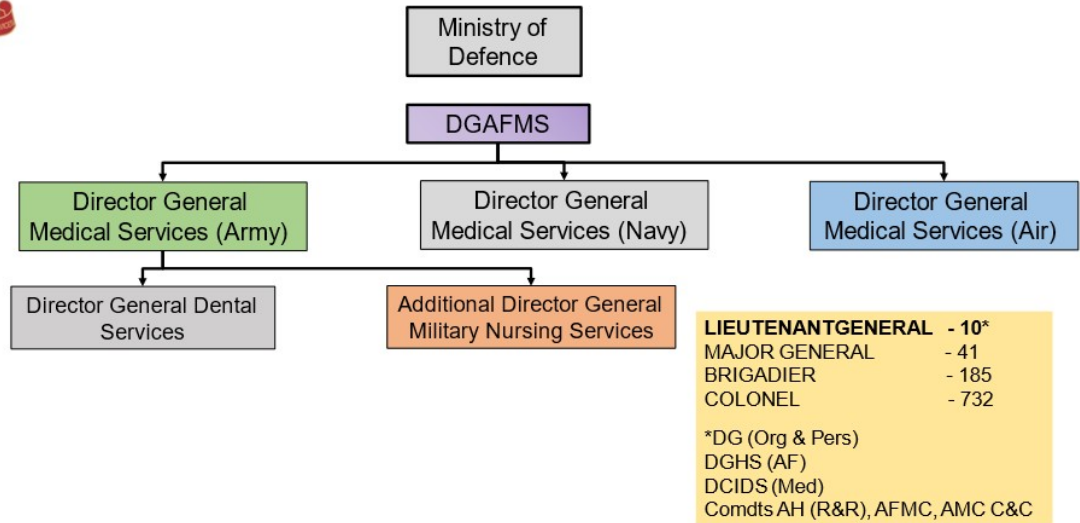 Ministry of
Defence
DGAFMS
Director General
Medical Services (Army)
Director General
Medical Services (Navy)
Director General
Medical Services (Air)
Director General Dental
Services
Additional Director General
Military Nursing Services
LIEUTENANTGENERAL - 10*
MAJOR GENERAL - 41
BRIGADIER - 185
COLONEL - 732
*DG (Org & Pers)
DGHS (AF)
DCIDS (Med)
Comdts AH (R&R), AFMC, AMC C&C